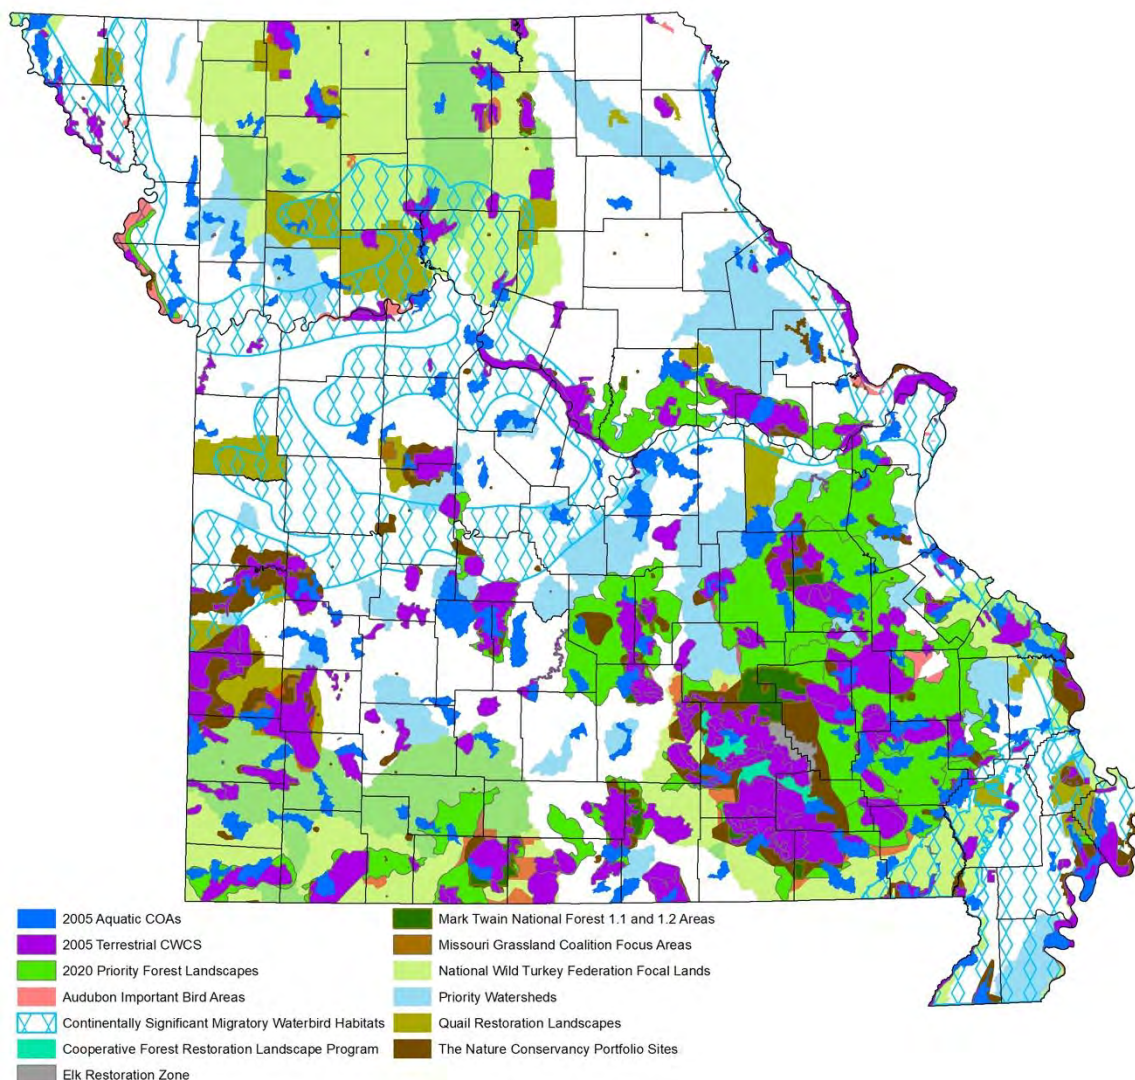 2005 Aquatic COAs
2005 Terrestrial CWCS
2020 Priority Forest Landscapes
Audubon Important Bird Areas
Continentally Significant Migratory Waterbird Habitats
Cooperative Forest Restoration Landscape Program
Elk Restoration Zone
Mark Twain National Forest 1.1 and 1.2 Areas
Missouri Grassland Coalition Focus Areas
National Wild Turkey Federation Focal Lands
Priority Watersheds
Quail Restoration Landscapes
The Nature Conservancy Portfolio Sites